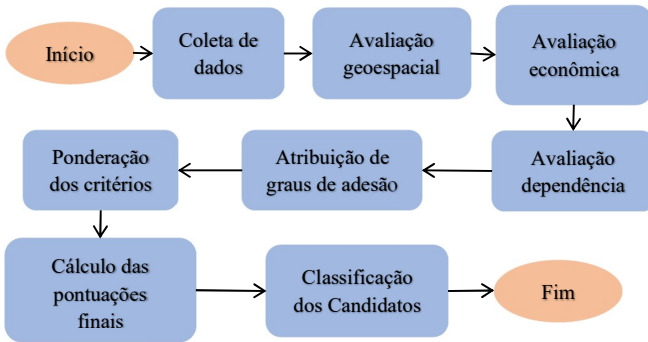 Início
Coleta de
dados
Avaliação
geoespacial
Avaliação
econômica
Avaliação
dependência
Atribuição de
graus de adesão
Ponderação
dos critérios
Cálculo das
pontuações
finais
Classificação
dos Candidatos
Fim